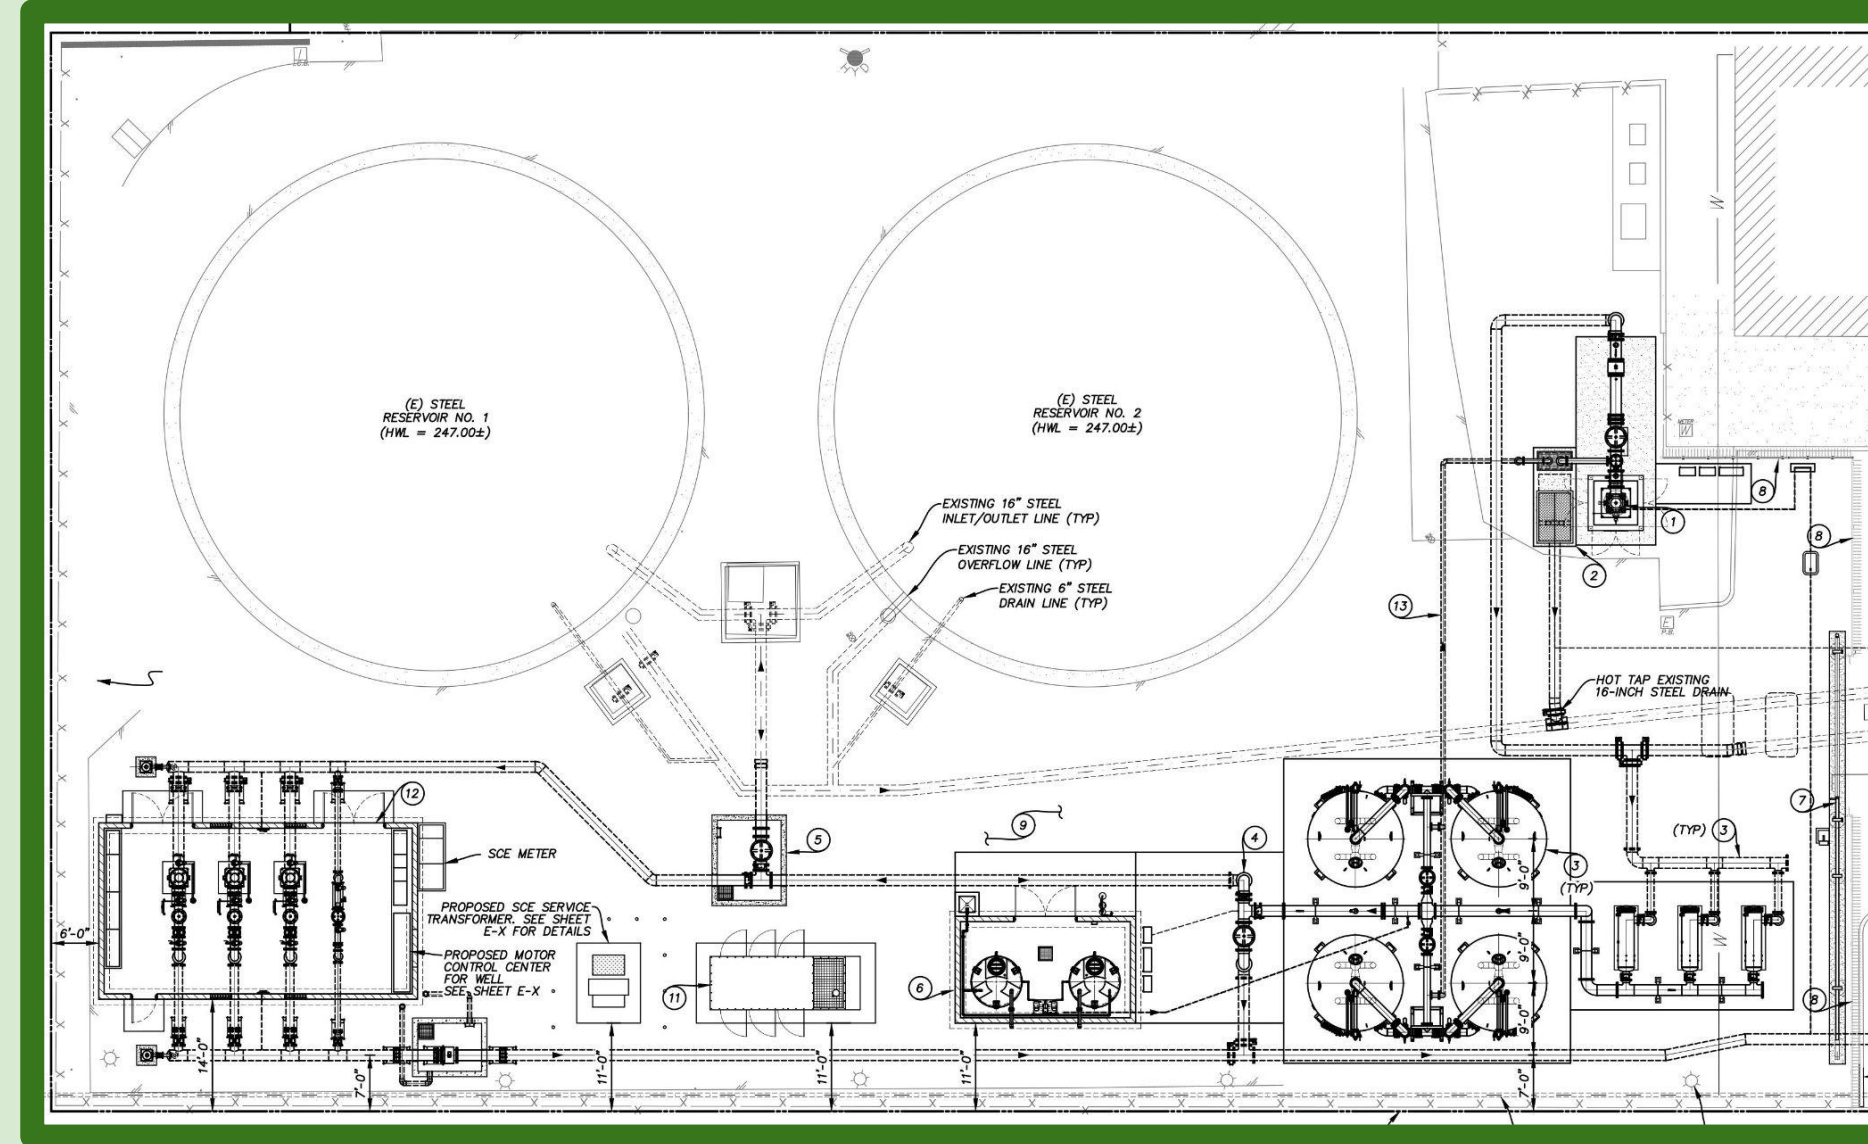 HYD
W
METER
W
(E) STEEL
RESERVOIR NO. 1
(HWL = 247.00±)
(E) STEEL
RESERVOIR NO. 2
(HWL = 247.00±)
EXISTING 16" STEEL
INLET/OUTLET LINE (TYP)
EXISTING 16" STEEL
OVERFLOW LINE (TYP)
EXISTING 6" STEEL
DRAIN LINE (TYP)
8
1
8
2
13
E
P.B.
HOT TAP EXISTING
16-INCH STEEL DRAIN
12
SCE METER
5
9
4
7
(TYP) 3
3
(TYP)
9'-0"
PROPOSED SCE SERVICE
TRANSFORMER. SEE SHEET
E-X FOR DETAILS
6'-0"
PROPOSED MOTOR
CONTROL CENTER
FOR WELL
SEE SHEET E-X
11
6
9'-0"
W
8
9'-0"
14'-0"
7'-0"
11'-0"
11'-0"
11'-0"
7'-0"